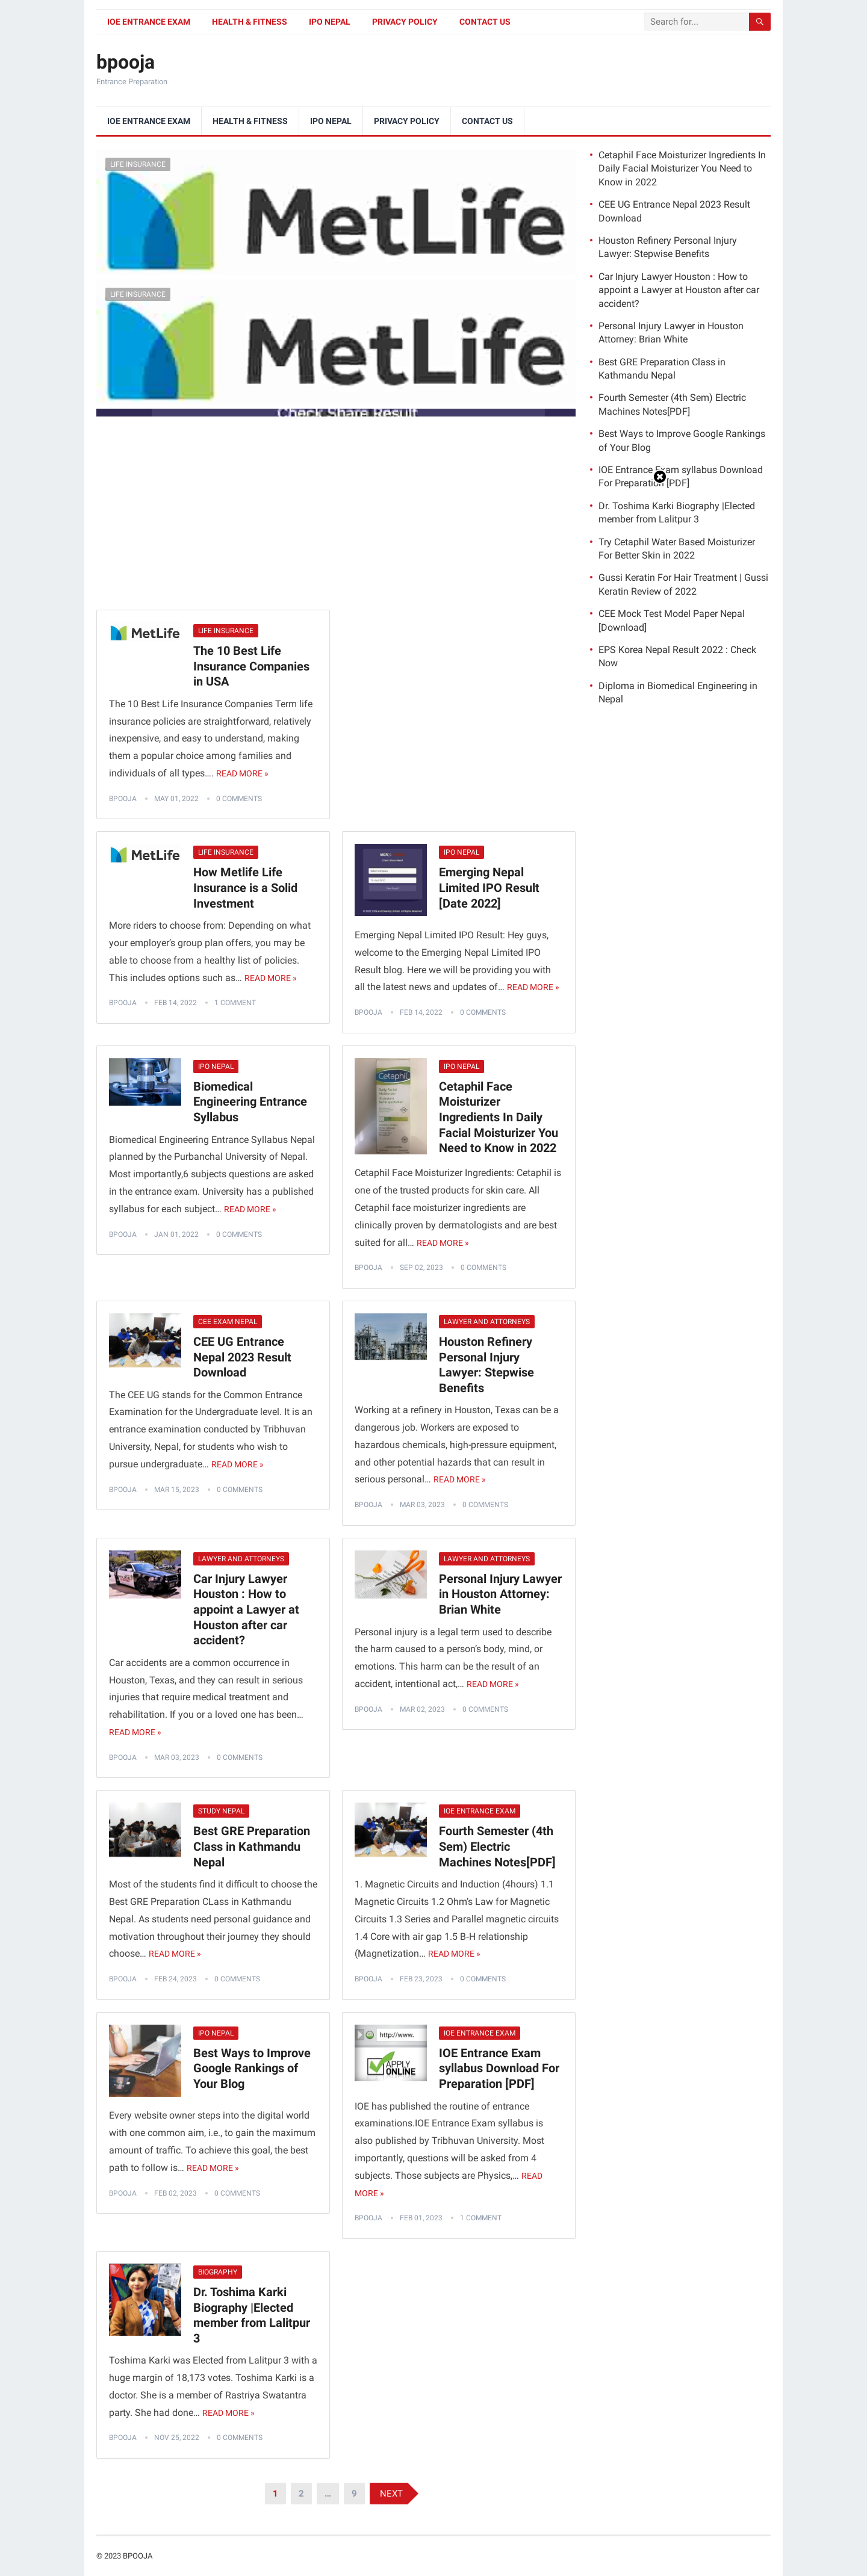 IOE ENTRANCE EXAM HEALTH & FITNESS IPO NEPAL PRIVACY POLICY CONTACT US Search for...
bpooja
Entrance Preparation
IOE ENTRANCE EXAM HEALTH & FITNESS IPO NEPAL PRIVACY POLICY CONTACT US
LIFE INSURANCE
MetLife
LIFE INSURANCE
MetLife
Check Share Result
The 10 Best Life Insurance Companies in USA
MetLife
LIFE INSURANCE
The 10 Best Life
Insurance Companies
in USA
The 10 Best Life Insurance Companies Term life
insurance policies are straightforward, relatively
inexpensive, and easy to understand, making
them a popular choice among families and
individuals of all types.... READ MORE »
BPOOJA • MAY 01, 2022 • 0 COMMENTS
MetLife
LIFE INSURANCE
How Metlife Life
Insurance is a Solid
Investment
More riders to choose from: Depending on what
your employer's group plan offers, you may be
able to choose from a healthy list of policies.
This includes options such as... READ MORE »
BPOOJA • FEB 14, 2022 • 1 COMMENT
IPO NEPAL
Emerging Nepal
Limited IPO Result
[Date 2022]
Emerging Nepal Limited IPO Result: Hey guys,
welcome to the Emerging Nepal Limited IPO
Result blog. Here we will be providing you with
all the latest news and updates of... READ MORE »
BPOOJA • FEB 14, 2022 • 0 COMMENTS
IPO NEPAL
Biomedical
Engineering Entrance
Syllabus
Biomedical Engineering Entrance Syllabus Nepal
planned by the Purbanchal University of Nepal.
Most importantly,6 subjects questions are asked
in the entrance exam. University has a published
syllabus for each subject... READ MORE »
BPOOJA • JAN 01, 2022 • 0 COMMENTS
Cetaphil
IPO NEPAL
Cetaphil Face
Moisturizer
Ingredients In Daily
Facial Moisturizer You
Need to Know in 2022
Cetaphil Face Moisturizer Ingredients: Cetaphil is
one of the trusted products for skin care. All
Cetaphil face moisturizer ingredients are
clinically proven by dermatologists and are best
suited for all... READ MORE »
BPOOJA • SEP 02, 2023 • 0 COMMENTS
CEE EXAM NEPAL
CEE UG Entrance
Nepal 2023 Result
Download
The CEE UG stands for the Common Entrance
Examination for the Undergraduate level. It is an
entrance examination conducted by Tribhuvan
University, Nepal, for students who wish to
pursue undergraduate... READ MORE »
BPOOJA • MAR 15, 2023 • 0 COMMENTS
LAWYER AND ATTORNEYS
Houston Refinery
Personal Injury
Lawyer: Stepwise
Benefits
Working at a refinery in Houston, Texas can be a
dangerous job. Workers are exposed to
hazardous chemicals, high-pressure equipment,
and other potential hazards that can result in
serious personal... READ MORE »
BPOOJA • MAR 03, 2023 • 0 COMMENTS
LAWYER AND ATTORNEYS
Car Injury Lawyer
Houston : How to
appoint a Lawyer at
Houston after car
accident?
Car accidents are a common occurrence in
Houston, Texas, and they can result in serious
injuries that require medical treatment and
rehabilitation. If you or a loved one has been...
READ MORE »
BPOOJA • MAR 03, 2023 • 0 COMMENTS
LAWYER AND ATTORNEYS
Personal Injury Lawyer
in Houston Attorney:
Brian White
Personal injury is a legal term used to describe
the harm caused to a person's body, mind, or
emotions. This harm can be the result of an
accident, intentional act,... READ MORE »
BPOOJA • MAR 02, 2023 • 0 COMMENTS
STUDY NEPAL
Best GRE Preparation
Class in Kathmandu
Nepal
Most of the students find it difficult to choose the
Best GRE Preparation CLass in Kathmandu
Nepal. As students need personal guidance and
motivation throughout their journey they should
choose... READ MORE »
BPOOJA • FEB 24, 2023 • 0 COMMENTS
IOE ENTRANCE EXAM
Fourth Semester (4th
Sem) Electric
Machines Notes[PDF]
1. Magnetic Circuits and Induction (4hours) 1.1
Magnetic Circuits 1.2 Ohm's Law for Magnetic
Circuits 1.3 Series and Parallel magnetic circuits
1.4 Core with air gap 1.5 B-H relationship
(Magnetization... READ MORE »
BPOOJA • FEB 23, 2023 • 0 COMMENTS
IPO NEPAL
Best Ways to Improve
Google Rankings of
Your Blog
Every website owner steps into the digital world
with one common aim, i.e., to gain the maximum
amount of traffic. To achieve this goal, the best
path to follow is... READ MORE »
BPOOJA • FEB 02, 2023 • 0 COMMENTS
http://www.
APPLY
ONLINE
IOE ENTRANCE EXAM
IOE Entrance Exam
syllabus Download For
Preparation [PDF]
IOE has published the routine of entrance
examinations.IOE Entrance Exam syllabus is
also published by Tribhuvan University. Most
importantly, questions will be asked from 4
subjects. Those subjects are Physics,... READ
MORE »
BPOOJA • FEB 01, 2023 • 1 COMMENT
BIOGRAPHY
Dr. Toshima Karki
Biography |Elected
member from Lalitpur
3
Toshima Karki was Elected from Lalitpur 3 with a
huge margin of 18,173 votes. Toshima Karki is a
doctor. She is a member of Rastriya Swatantra
party. She had done... READ MORE »
BPOOJA • NOV 25, 2022 • 0 COMMENTS
1 2 ... 9 NEXT
• Cetaphil Face Moisturizer Ingredients In
Daily Facial Moisturizer You Need to
Know in 2022
• CEE UG Entrance Nepal 2023 Result
Download
• Houston Refinery Personal Injury
Lawyer: Stepwise Benefits
• Car Injury Lawyer Houston : How to
appoint a Lawyer at Houston after car
accident?
• Personal Injury Lawyer in Houston
Attorney: Brian White
• Best GRE Preparation Class in
Kathmandu Nepal
• Fourth Semester (4th Sem) Electric
Machines Notes[PDF]
• Best Ways to Improve Google Rankings
of Your Blog
• IOE Entrance Exam syllabus Download
For Preparation [PDF]
• Dr. Toshima Karki Biography |Elected
member from Lalitpur 3
• Try Cetaphil Water Based Moisturizer
For Better Skin in 2022
• Gussi Keratin For Hair Treatment | Gussi
Keratin Review of 2022
• CEE Mock Test Model Paper Nepal
[Download]
• EPS Korea Nepal Result 2022 : Check
Now
• Diploma in Biomedical Engineering in
Nepal
© 2023 BPOOJA